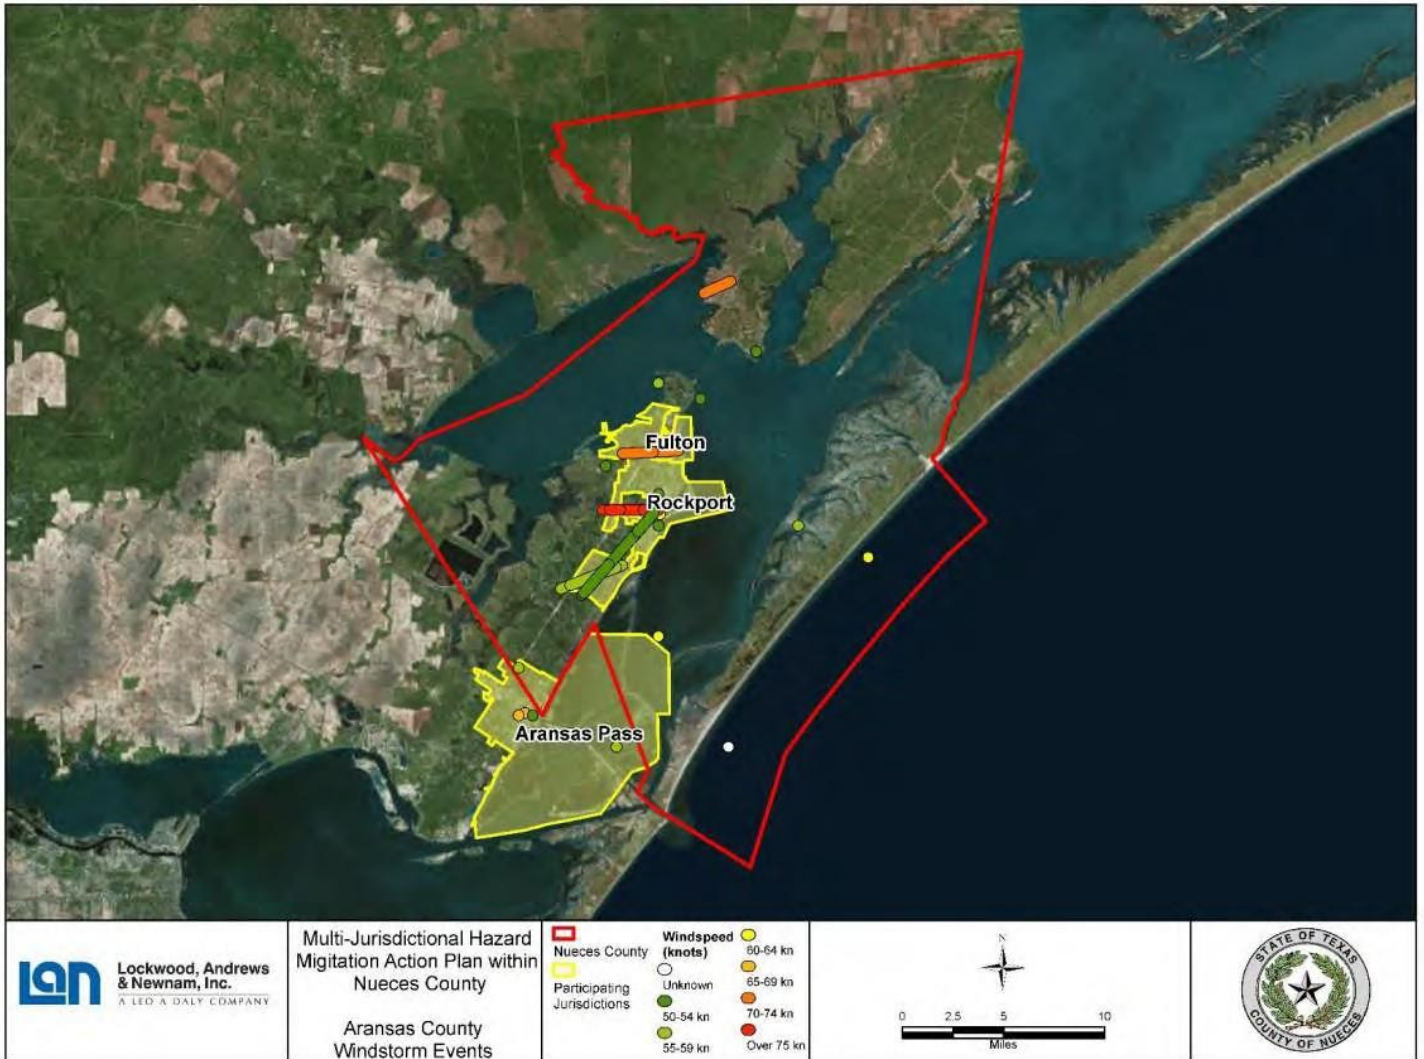 Fulton
Rockport
Aransas Pass
Lan
Lockwood, Andrews
& Newnam, Inc.
A LEO A DALY COMPANY
Multi-Jurisdictional Hazard
Migitation Action Plan within
Nueces County
Aransas County
Windstorm Events
Nueces County
Participating
Jurisdictions
Windspeed
(knots)
Unknown
50-54 kn
55-59 kn
60-64 kn
65-69 kn
70-74 kn
Over 75 kn
N
0 2.5 5 10
Miles
STATE OF TEXAS
COUNTY OF NUECES